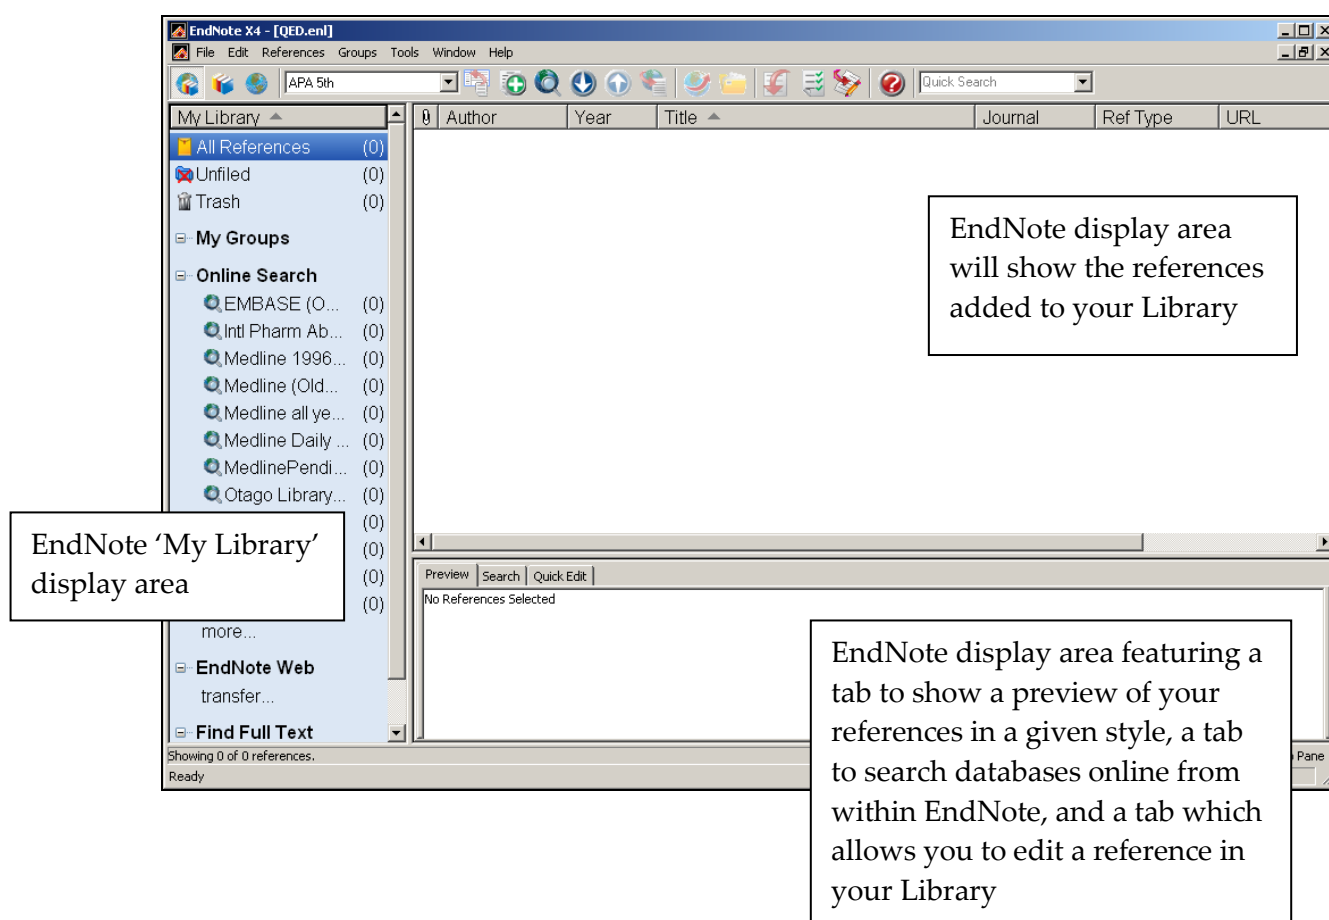 EndNote X4 - [QED.enl]
File Edit References Groups Tools Window Help
APA 5th
Quick Search
My Library
Author Year Title Journal Ref Type URL
All References (0)
Unfiled (0)
Trash (0)
My Groups
Online Search
EMBASE (O... (0)
Intl Pharm Ab... (0)
Medline 1996... (0)
Medline (Old... (0)
Medline all ye... (0)
Medline Daily ... (0)
MedlinePendi... (0)
Otago Library... (0)
(0)
(0)
(0)
(0)
more...
EndNote Web
transfer...
Find Full Text
EndNote display area
will show the references
added to your Library
EndNote ‘My Library’
display area
Preview Search Quick Edit
No References Selected
EndNote display area featuring a
tab to show a preview of your
references in a given style, a tab
to search databases online from
within EndNote, and a tab which
allows you to edit a reference in
your Library
Showing 0 of 0 references.
Pane
Ready